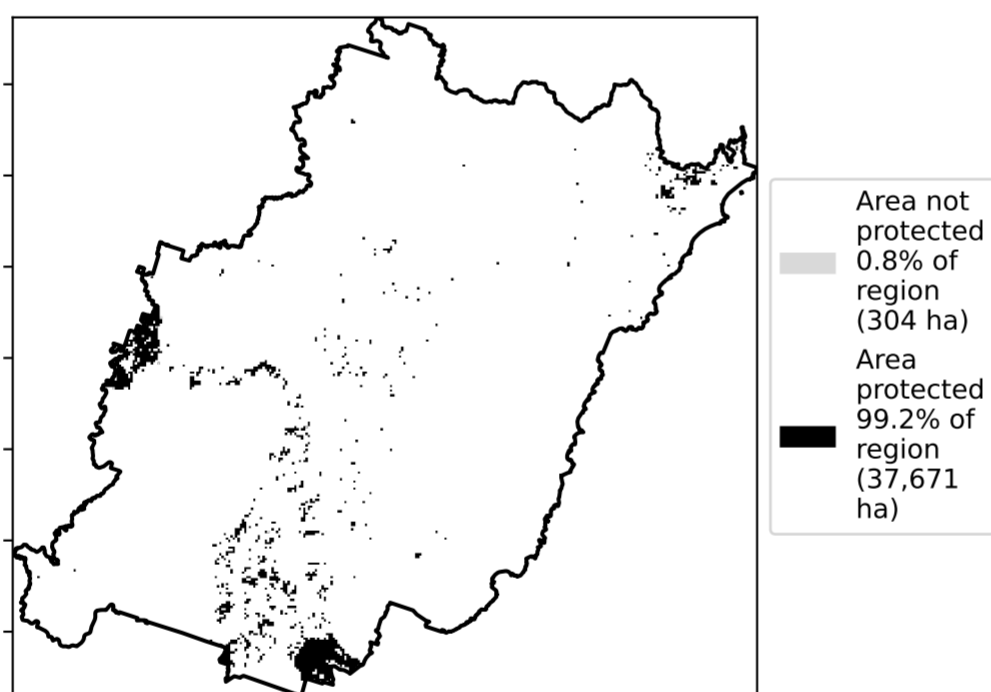 Area not
protected
0.8% of
region
(304 ha)
Area
protected
99.2% of
region
(37,671
ha)